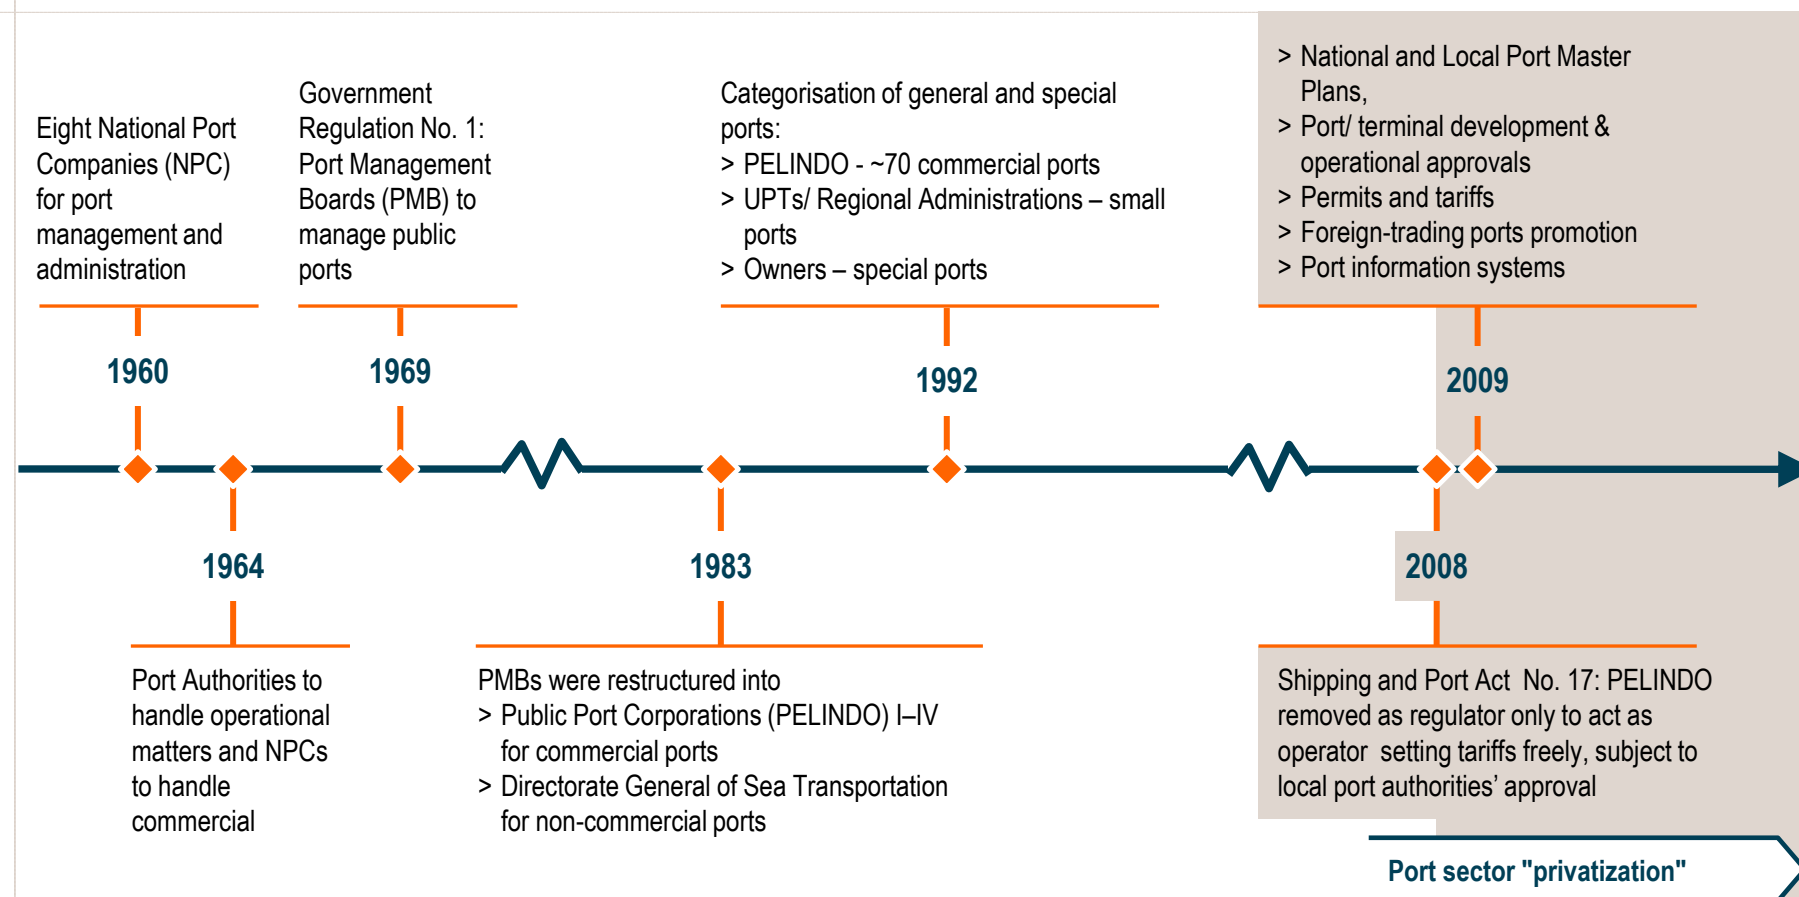 Eight National Port
Companies (NPC)
for port
management and
administration
1960
Port Authorities to
handle operational
matters and NPCs
to handle
commercial
1964
Government
Regulation No. 1:
Port Management
Boards (PMB) to
manage public
ports
1969
PMBs were restructured into
> Public Port Corporations (PELINDO) I–IV
for commercial ports
> Directorate General of Sea Transportation
for non-commercial ports
1983
Categorisation of general and special
ports:
> PELINDO - ~70 commercial ports
> UPTs/ Regional Administrations – small
ports
> Owners – special ports
1992
2008
Shipping and Port Act  No. 17: PELINDO
removed as regulator only to act as
operator  setting tariffs freely, subject to
local port authorities’ approval
> National and Local Port Master
Plans,
> Port/ terminal development &
operational approvals
> Permits and tariffs
> Foreign-trading ports promotion
> Port information systems
2009
Port sector "privatization"